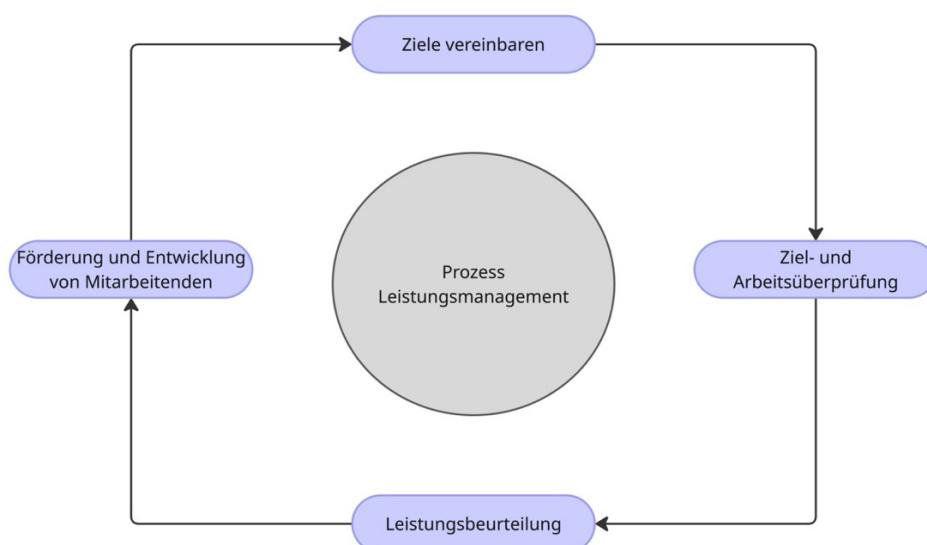 Ziele vereinbaren
Förderung und Entwicklung
von Mitarbeitenden
Prozess
Leistungsmanagement
Ziel- und
Arbeitsüberprüfung
Leistungsbeurteilung